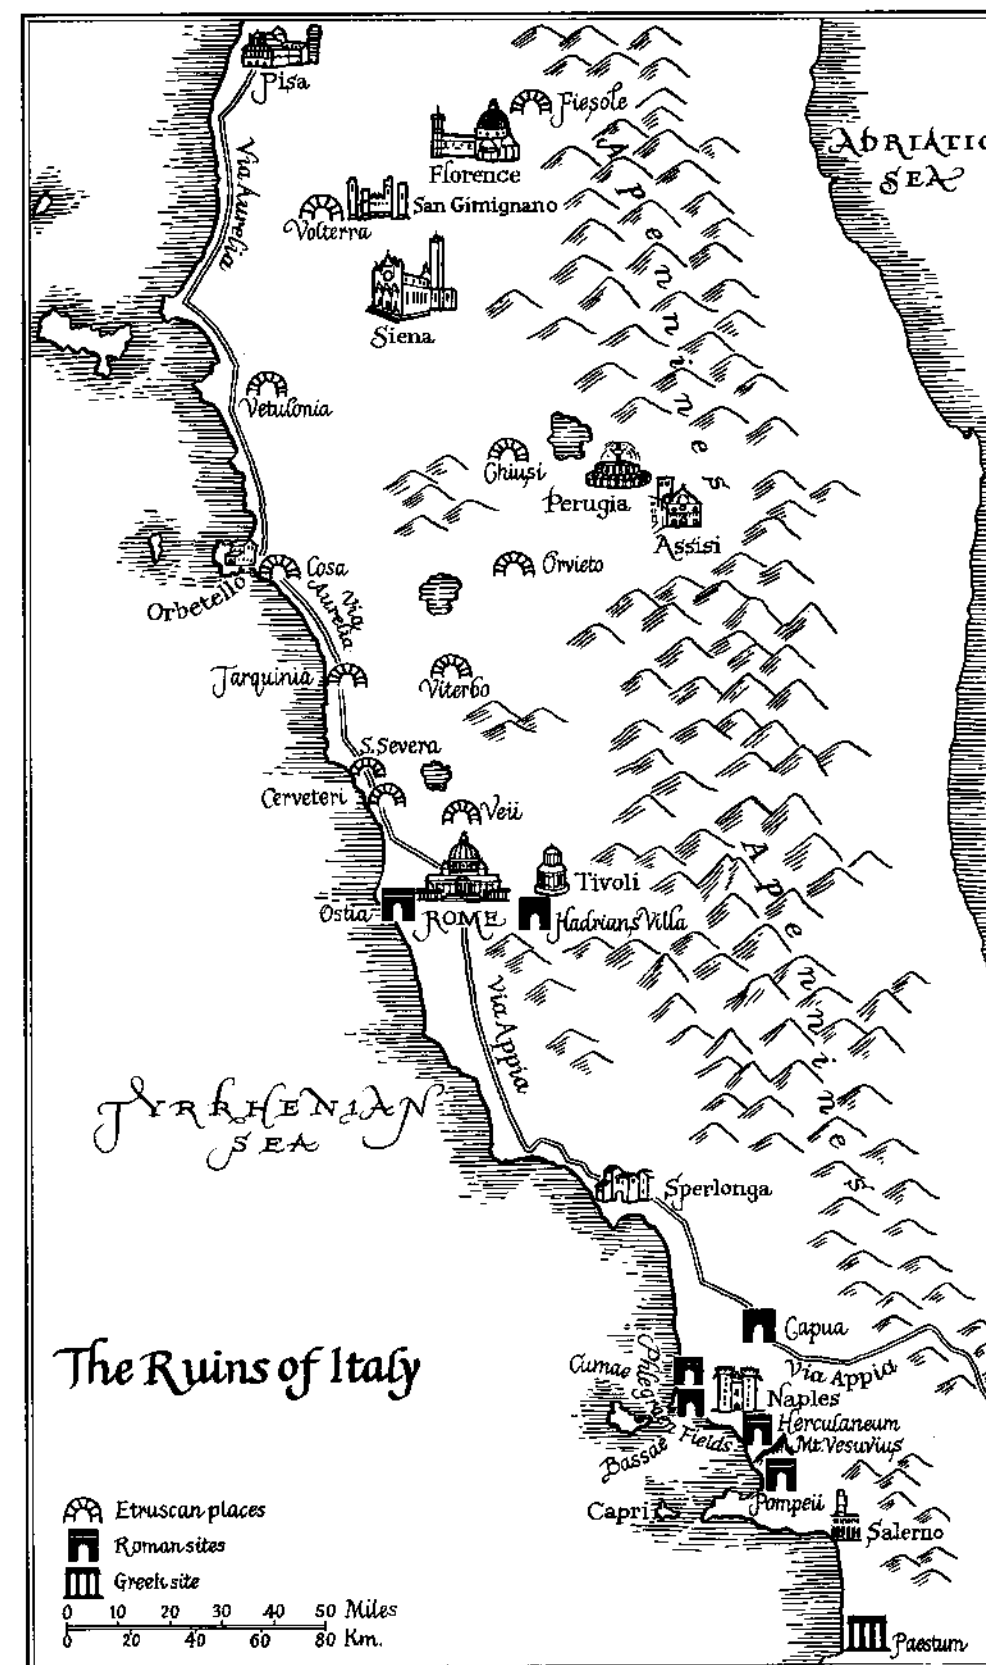 Pisa
ADRIATIC
SEA
Fiesole
Florence
Via Aurelia
San Gimignano
Volterra
Apennines
Siena
Vetulonia
Chiusi
Perugia
Assisi
Orvieto
Cosa
Orbetello
Via
Aurelia
Tarquinia
Viterbo
S. Severa
Cerveteri
Veii
Tivoli
Ostia
ROME
Hadrians Villa
Apennines
Via Appia
TYRRHENIAN
SEA
Sperlonga
Capua
The Ruins of Italy
Cumae
Phlegraean Fields
Via Appia
Naples
Herculaneum
Mt. Vesuvius
Bassae
Pompeii
Capri
Salerno
Etruscan places
Roman sites
Greek site
0 10 20 30 40 50 Miles
0 20 40 60 80 Km.
Paestum